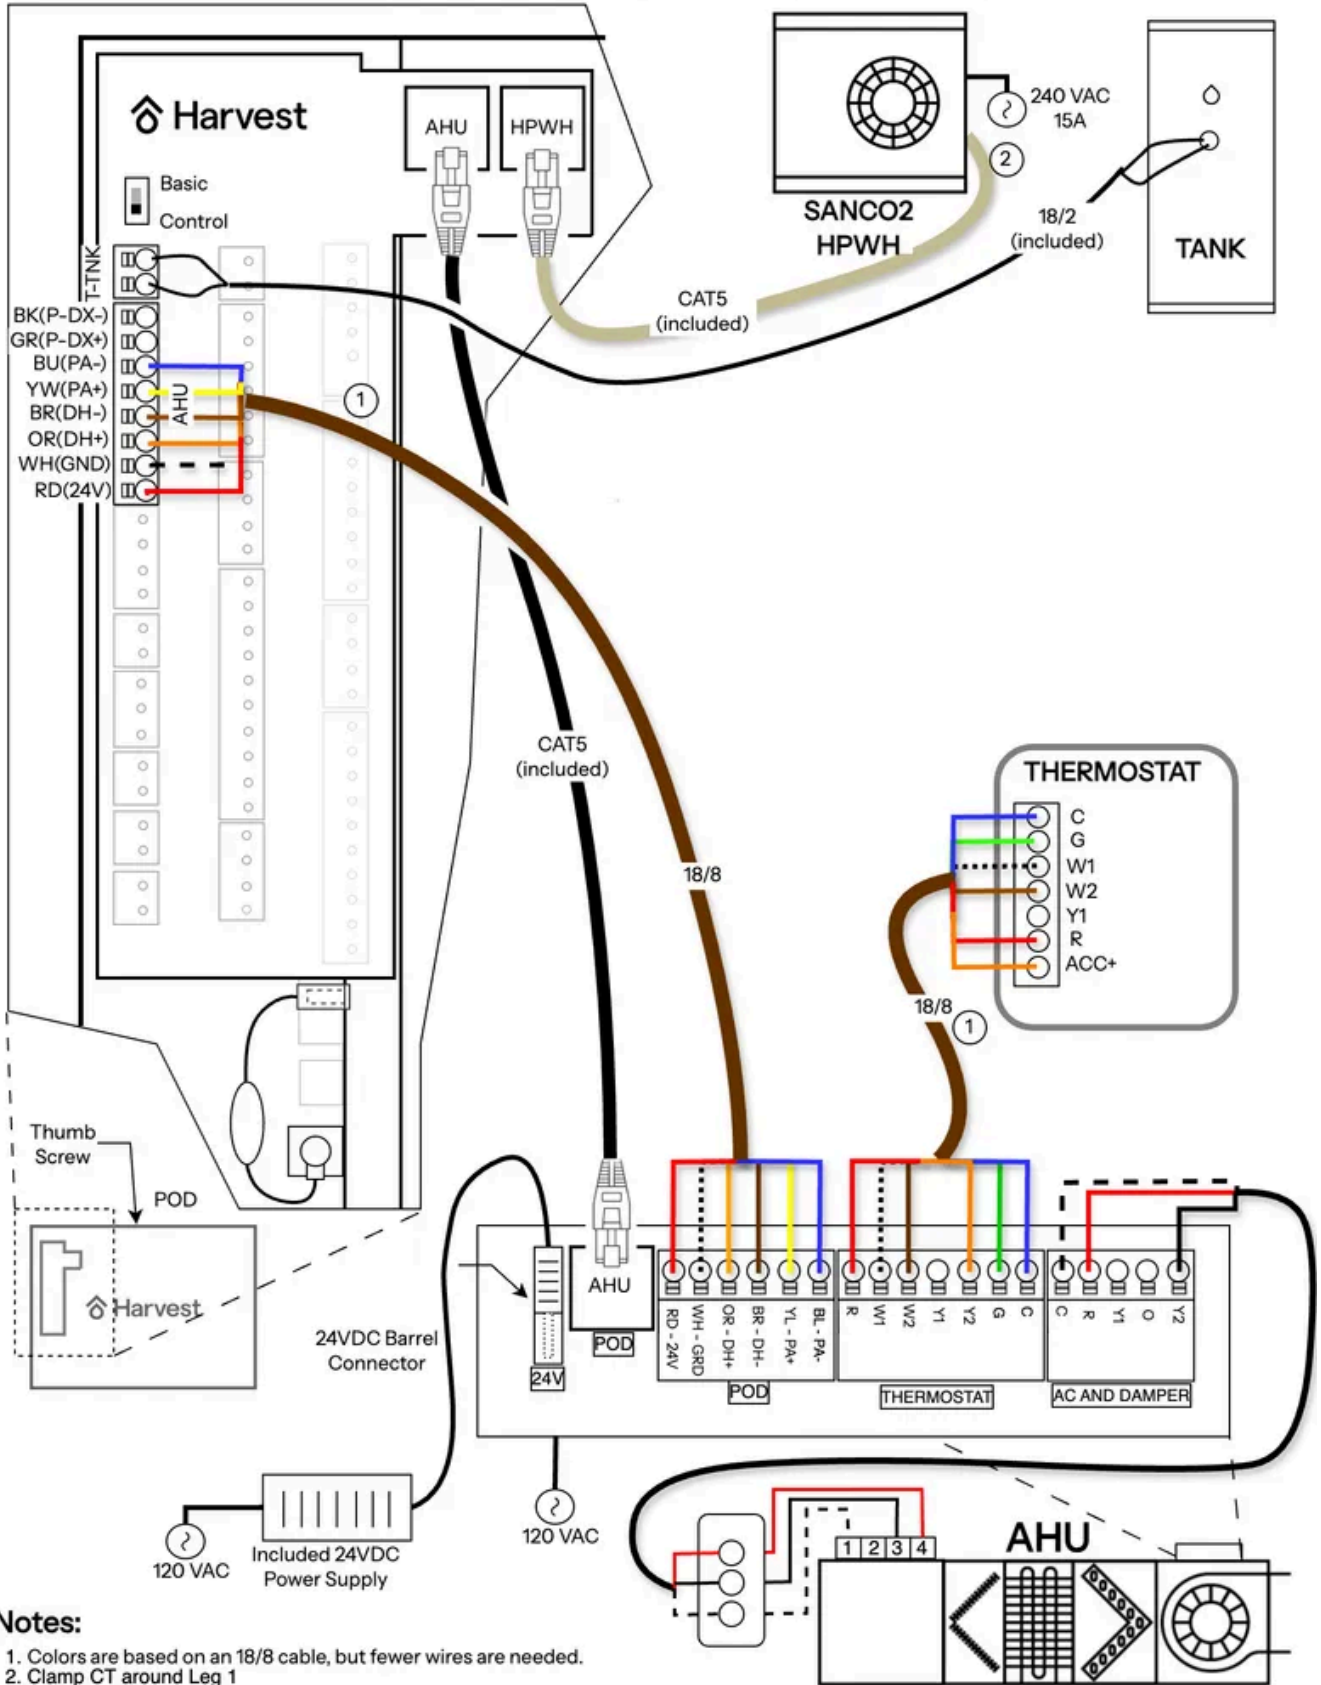 Harvest
Basic
Control
AHU
HPWH
240 VAC
15A
2
SANCO2
HPWH
18/2
(included)
TANK
T-TNK
CAT5
(included)
BK(P-DX-)
GR(P-DX+)
BU(PA-)
YW(PA+)
BR(DH-)
OR(DH+)
WH(GND)
RD(24V)
AHU
1
CAT5
(included)
18/8
THERMOSTAT
C
G
W1
W2
Y1
R
ACC+
18/8
1
Thumb
Screw
POD
Harvest
24VDC Barrel
Connector
24V
AHU
POD
RD - 24V
WH - GRD
OR - DH+
BR - DH-
YL - PA+
BL - PA-
POD
R
W1
W2
Y1
Y2
G
C
THERMOSTAT
C
R
Y1
O
Y2
AC AND DAMPER
120 VAC
Included 24VDC
Power Supply
120 VAC
1 2 3 4
AHU
Notes:
1. Colors are based on an 18/8 cable, but fewer wires are needed.
2. Clamp CT around Leg 1